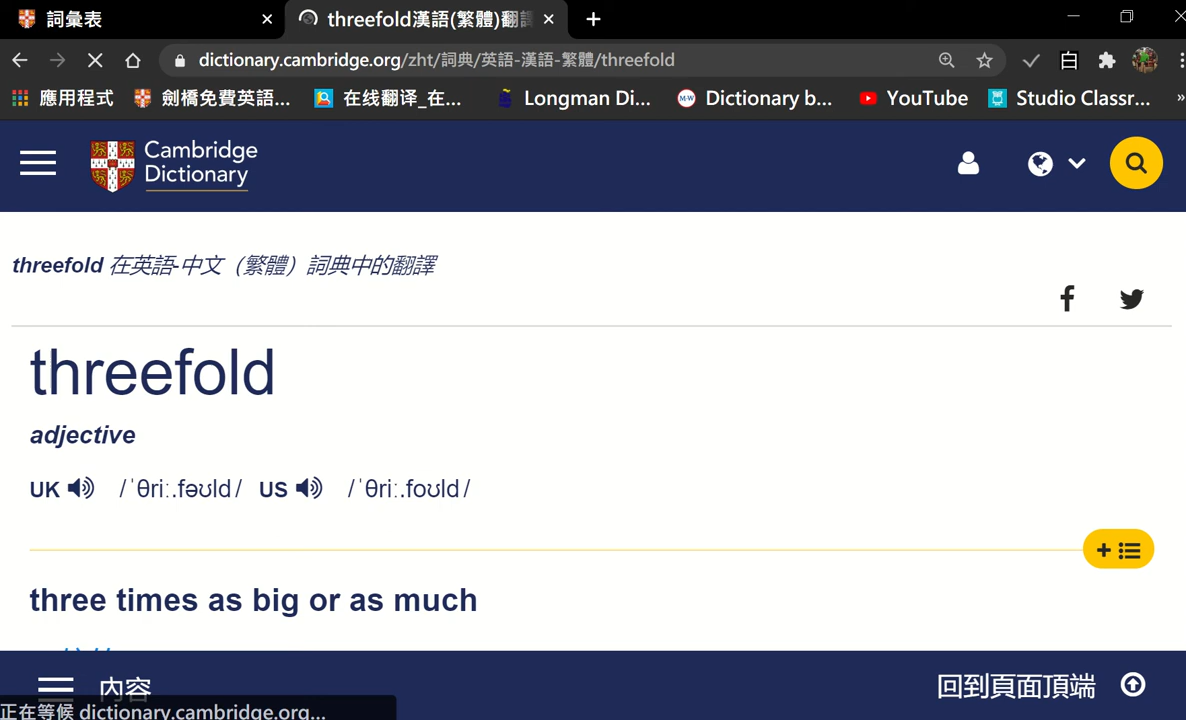 詞彙表
threefold漢語(繁體)翻譯
dictionary.cambridge.org/zht/詞典/英語-漢語-繁體/threefold
應用程式 劍橋免費英語... 在线翻译_在... Longman Di... Dictionary b... YouTube Studio Classr... »
Cambridge
Dictionary
threefold 在英語-中文（繁體）詞典中的翻譯
threefold
adjective
UK /ˈθriː.fəʊld/ US /ˈθriː.foʊld/
three times as big or as much
內容
回到頁面頂端
正在等候 dictionary.cambridge.org...